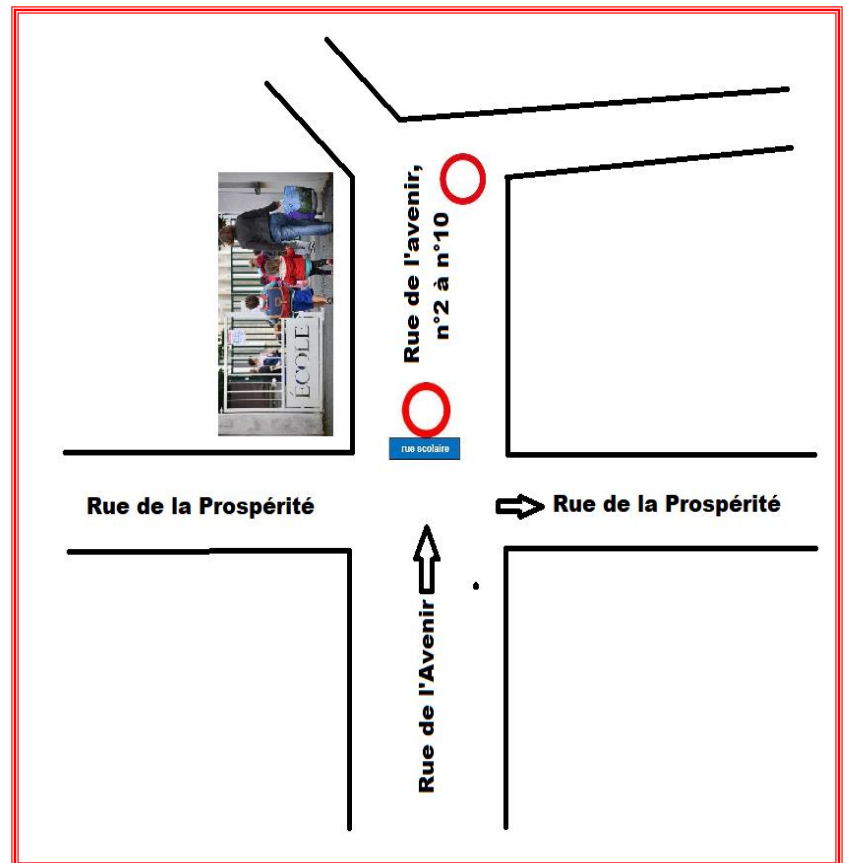 Rue de l'avenir,
n°2 à n°10
ÉCOLE
rue scolaire
Rue de la Prospérité
Rue de la Prospérité
Rue de l'Avenir